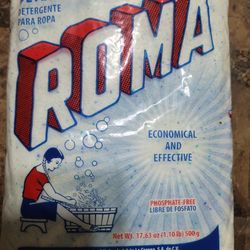 DETERGENTE
PARA ROPA
ROMA
ECONOMICAL
AND
EFFECTIVE
PHOSPHATE-FREE
LIBRE DE FOSFATO
Net Wt. 17.63 oz (1.10 lb) 500g